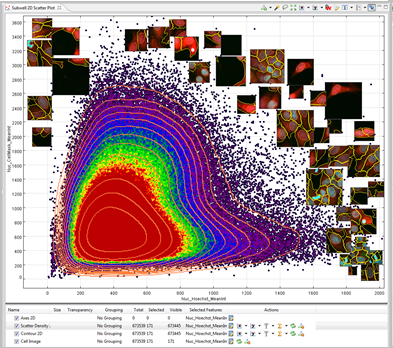 Subwell 2D Scatter Plot
3600
3400
3200
3000
2800
2600
2400
2200
2000
1800
1600
1400
1200
1000
800
600
400
200
0
Nuc_CellMask_MeanInt
0 200 400 600 800 1000 1200 1400 1600 1800 2000
Nuc_Hoechst_MeanInt
Name Size Transparency Grouping Total Selected Visible Selected Features Actions
Axes 2D No Grouping 0 0 0 Nuc_Hoechst_MeanInt
Scatter Density No Grouping 673539 171 673445 Nuc_Hoechst_MeanInt
Contour 2D No Grouping 673539 171 673445 Nuc_Hoechst_MeanInt
Cell Image No Grouping 673539 171 171 Nuc_Hoechst_MeanInt